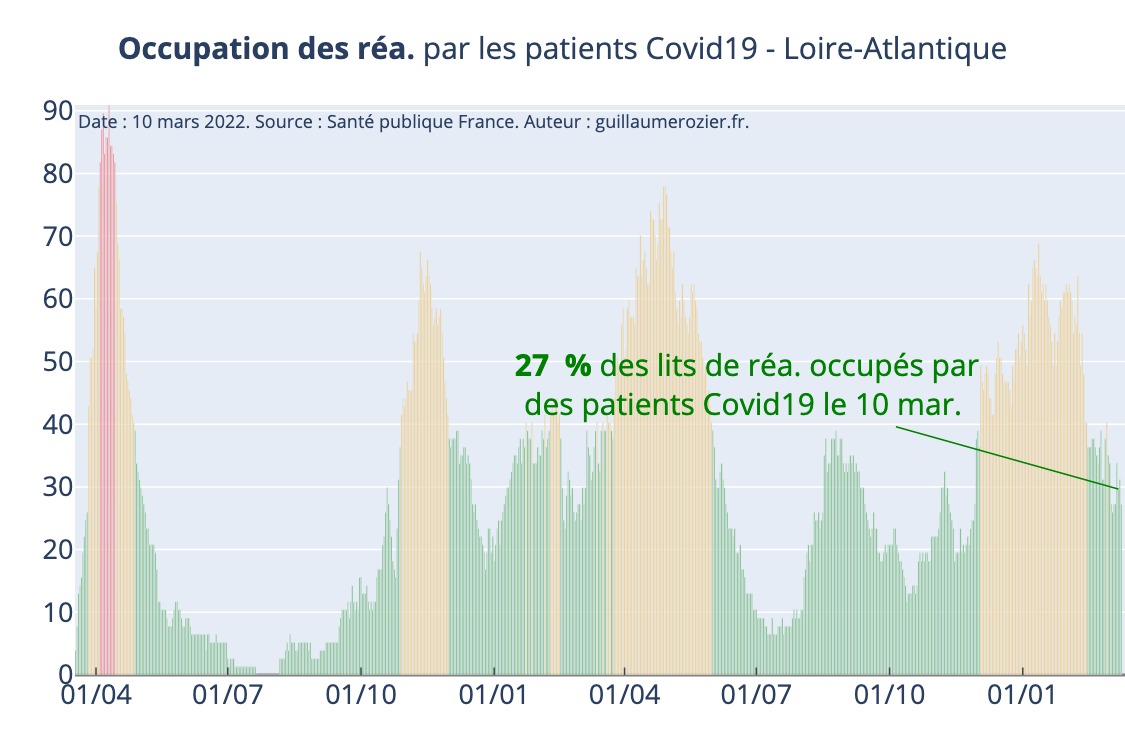 Occupation des réa. par les patients Covid19 - Loire-Atlantique
90
Date : 10 mars 2022. Source : Santé publique France. Auteur : guillaumerozier.fr.
80
70
60
50
27 % des lits de réa. occupés par
des patients Covid19 le 10 mar.
40
30
20
10
0
01/04 01/07 01/10 01/01 01/04 01/07 01/10 01/01